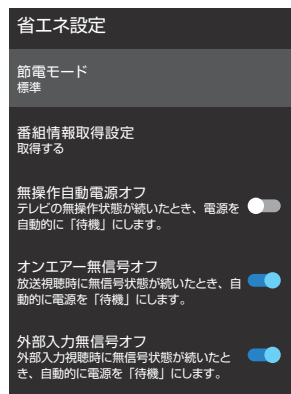 省エネ設定
節電モード
標準
番組情報取得設定
取得する
無操作自動電源オフ
テレビの無操作状態が続いたとき、電源を
自動的に「待機」にします。
オンエアー無信号オフ
放送視聴時に無信号状態が続いたとき、自
動的に電源を「待機」にします。
外部入力無信号オフ
外部入力視聴時に無信号状態が続いたと
き、自動的に電源を「待機」にします。